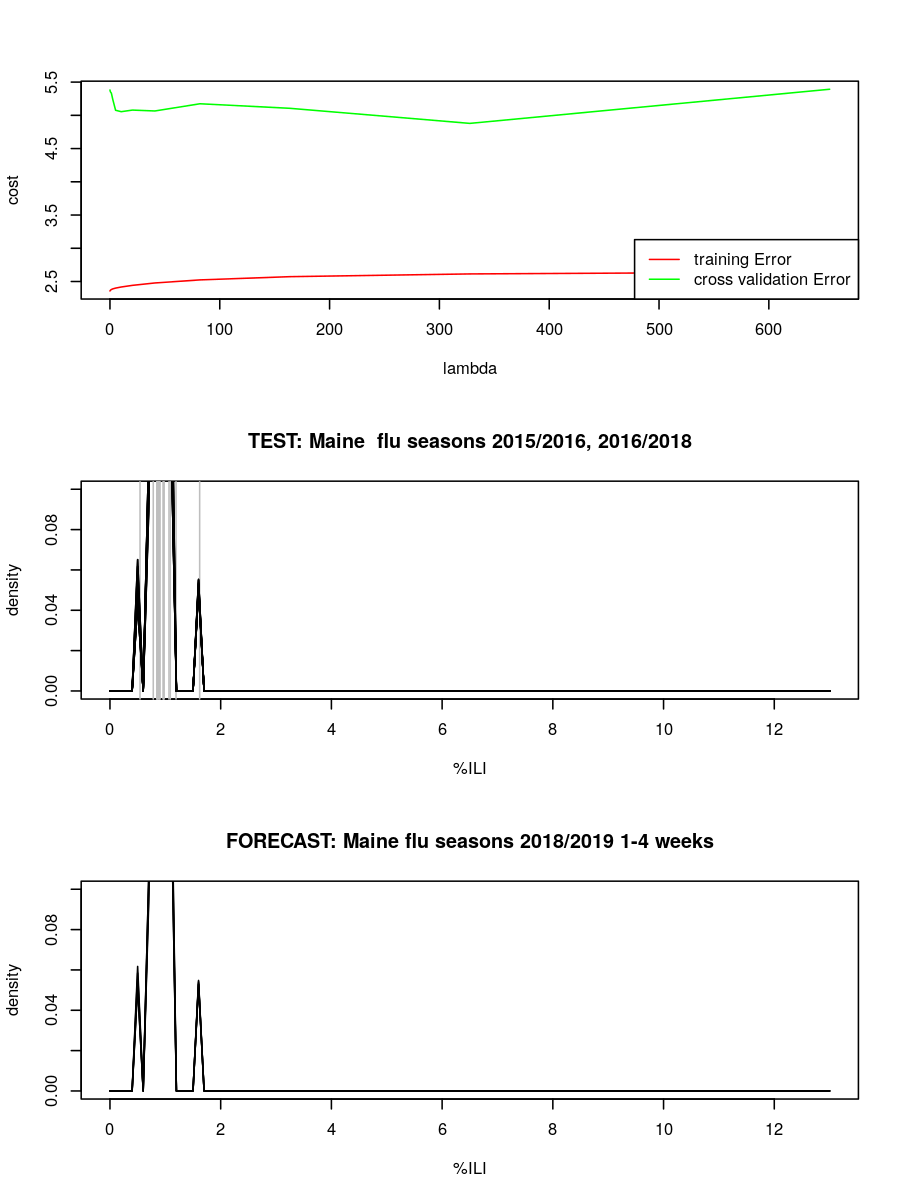 5.5
4.5
3.5
2.5
cost
training Error
cross validation Error
0 100 200 300 400 500 600
lambda
TEST: Maine  flu seasons 2015/2016, 2016/2018
0.08
0.04
0.00
density
0 2 4 6 8 10 12
%ILI
FORECAST: Maine flu seasons 2018/2019 1-4 weeks
0.08
0.04
0.00
density
0 2 4 6 8 10 12
%ILI